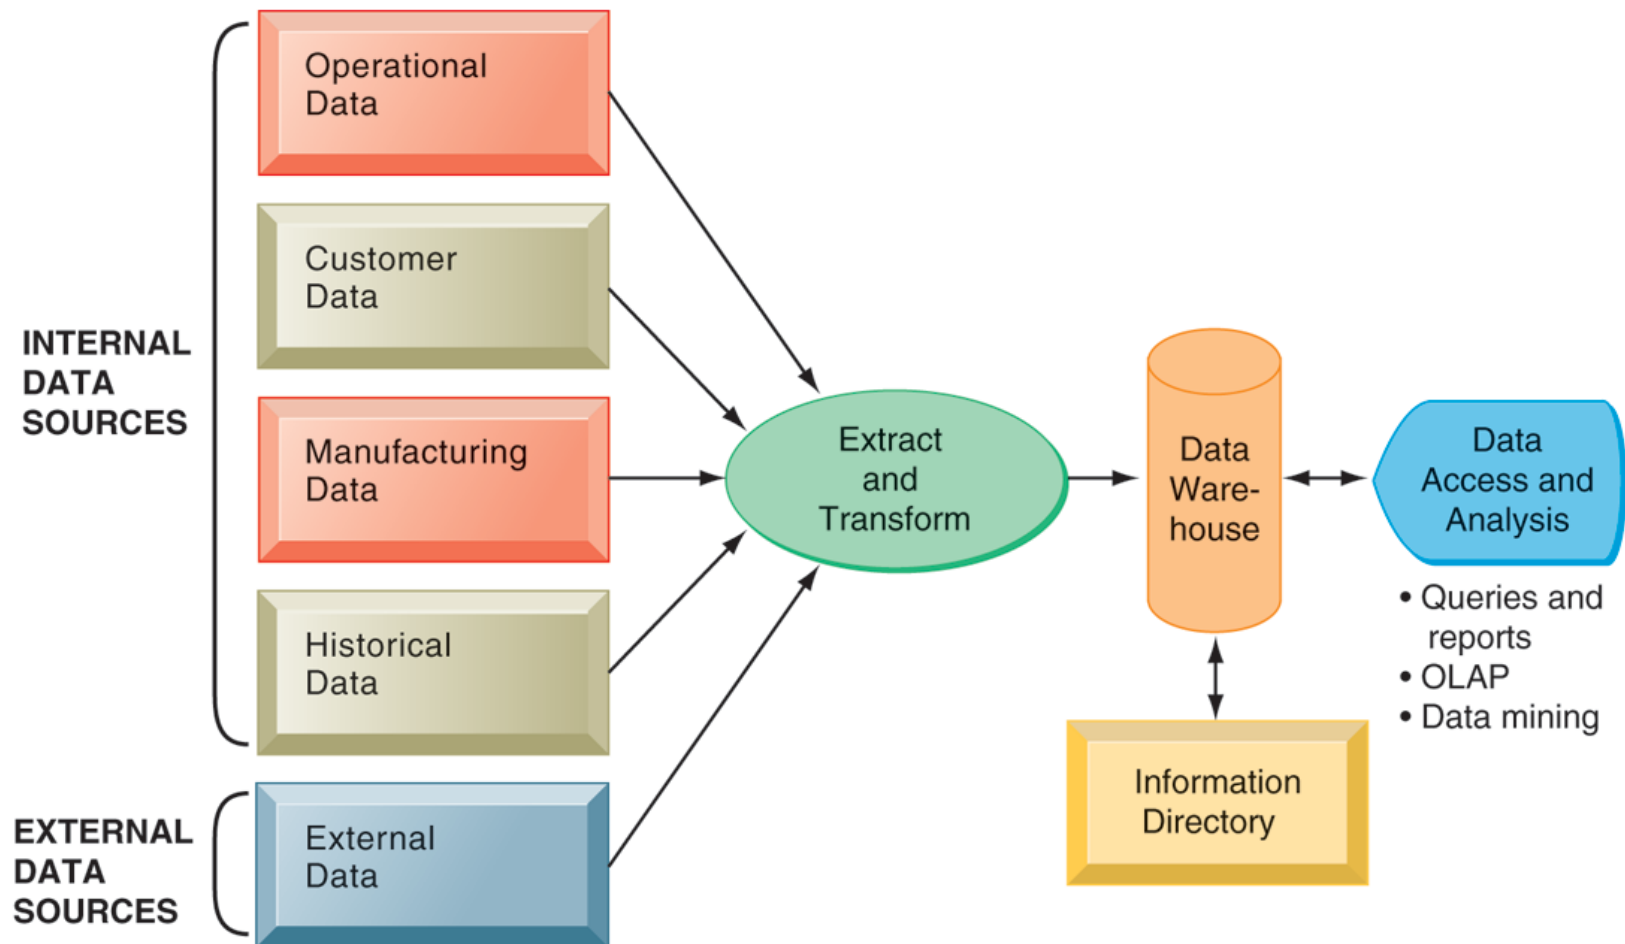 Operational
Data
Customer
Data
INTERNAL
DATA
SOURCES
Manufacturing
Data
Historical
Data
EXTERNAL
DATA
SOURCES
External
Data
Extract
and
Transform
Data
Ware-
house
Data
Access and
Analysis
• Queries and
reports
• OLAP
• Data mining
Information
Directory